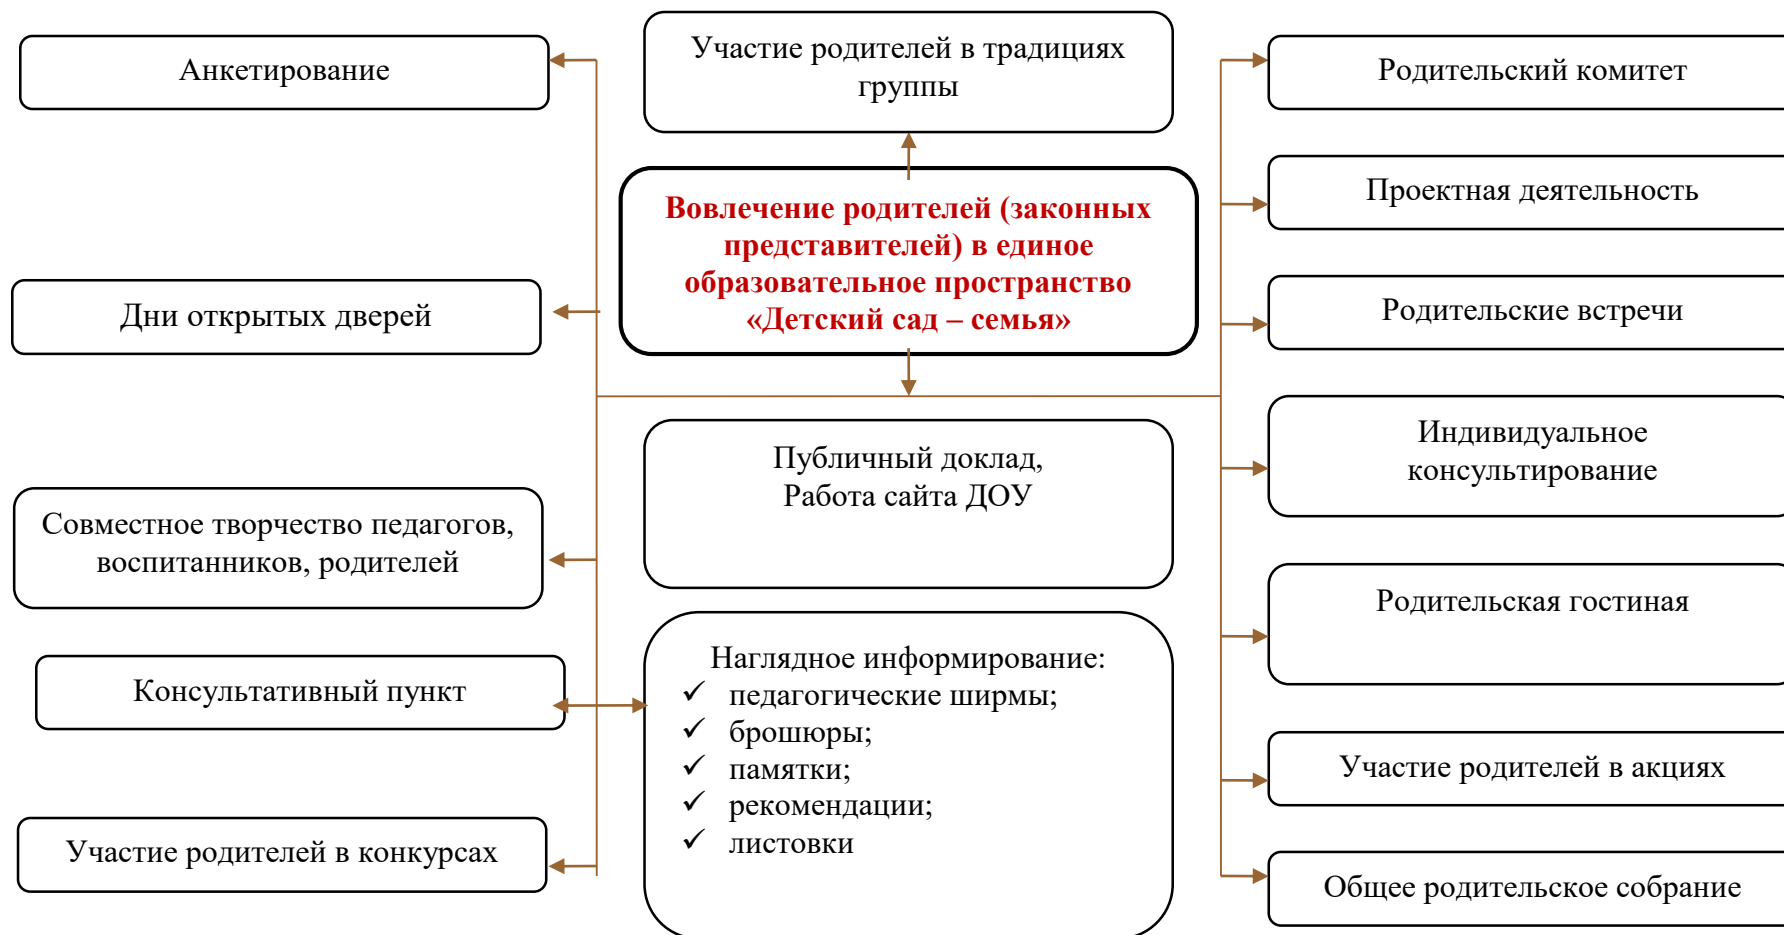 Анкетирование
Дни открытых дверей
Совместное творчество педагогов,
воспитанников, родителей
Консультативный пункт
Участие родителей в конкурсах
Участие родителей в традициях
группы
Вовлечение родителей (законных
представителей) в единое
образовательное пространство
«Детский сад – семья»
Публичный доклад,
Работа сайта ДОУ
Наглядное информирование:
✓ педагогические ширмы;
✓ брошюры;
✓ памятки;
✓ рекомендации;
✓ листовки
Родительский комитет
Проектная деятельность
Родительские встречи
Индивидуальное
консультирование
Родительская гостиная
Участие родителей в акциях
Общее родительское собрание